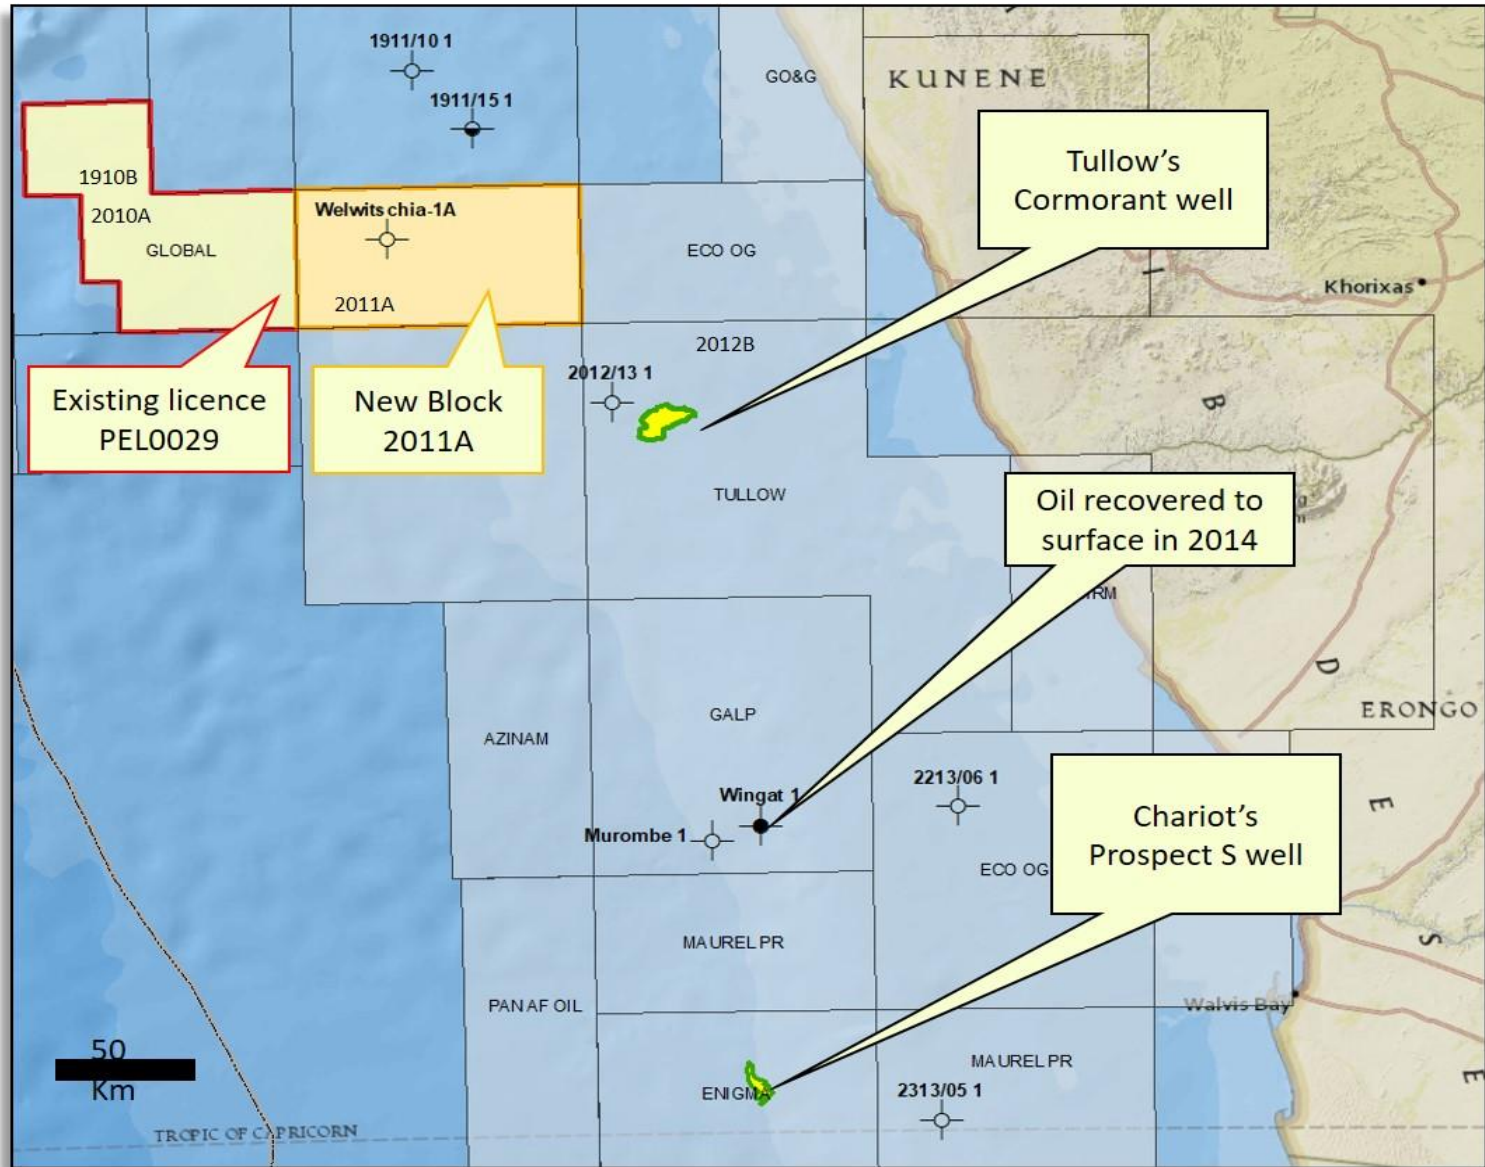 1911/10 1
GO&G
KUNENE
1911/15 1
Tullow's
Cormorant well
1910B
2010A
Welwitschia-1A
GLOBAL
ECO OG
2011A
Khorixas
2012B
Existing licence
PEL0029
New Block
2011A
2012/13 1
TULLOW
Oil recovered to
surface in 2014
GALP
AZINAM
ERONGO
Wingat 1
2213/06 1
Murombe 1
Chariot's
Prospect S well
ECO OG
MAUREL PR
PAN AF OIL
Walvis Bay
50
Km
ENIGMA
MAUREL PR
2313/05 1
TROPIC OF CAPRICORN
I
B
D
E
S
E